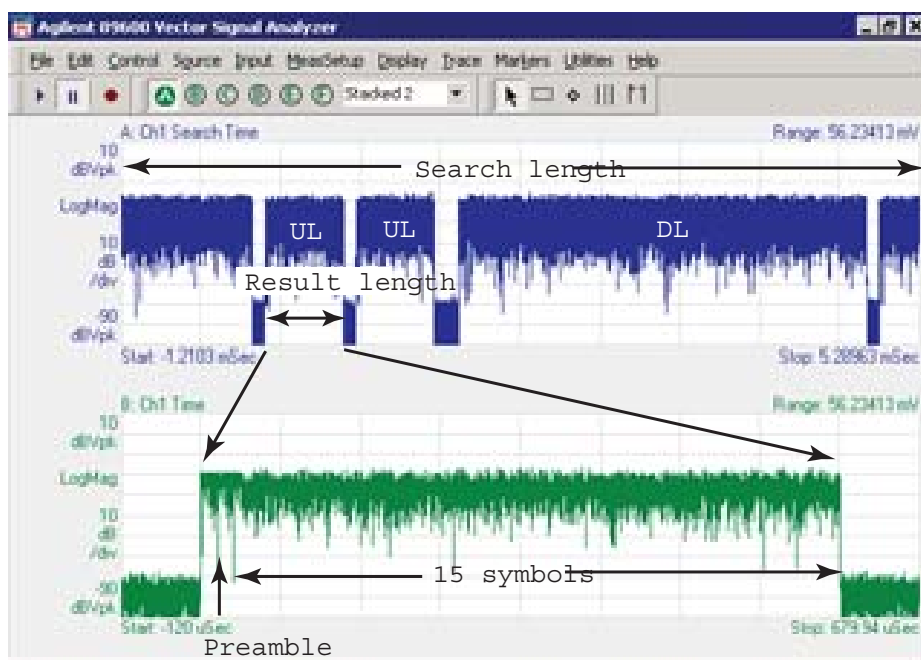 Agilent 89600 Vector Signal Analyzer
File Edit Control Source Input MeasSetup Display Trace Markers Utilities Help
A B C D E F Stacked 2
A: Ch1 Search Time Range: 56.23413 mV
10
dBVpk
Search length
LogMag
UL UL DL
10
dB
/div
Result length
-90
dBVpk
Start: -1.2103 mSec Stop: 5.28963 mSec
B: Ch1 Time Range: 56.23413 mV
10
dBVpk
LogMag
10
dB
/div
15 symbols
-90
dBVpk
Start: -120 uSec Stop: 679.94 uSec
Preamble